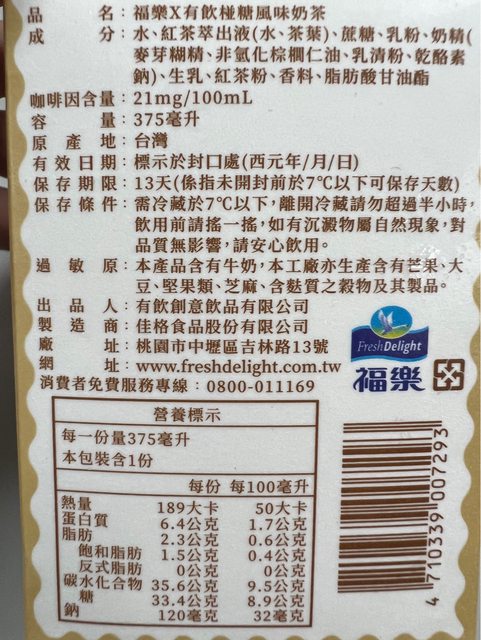 品名：福樂X有飲椪糖風味奶茶
成分：水、紅茶萃出液(水、茶葉)、蔗糖、乳粉、奶精(
麥芽糊精、非氫化棕櫚仁油、乳清粉、乾酪素
鈉)、生乳、紅茶粉、香料、脂肪酸甘油酯
咖啡因含量：21mg/100mL
容量：375毫升
原產地：台灣
有效日期：標示於封口處(西元年/月/日)
保存期限：13天(係指未開封前於7℃以下可保存天數)
保存條件：需冷藏於7℃以下，離開冷藏請勿超過半小時，
飲用前請搖一搖，如有沉澱物屬自然現象，對
品質無影響，請安心飲用。
過敏原：本產品含有牛奶，本工廠亦生產含有芒果、大
豆、堅果類、芝麻、含麩質之穀物及其製品。
出品人：有飲創意飲品有限公司
製造商：佳格食品股份有限公司
廠址：桃園市中壢區吉林路13號
網址：www.freshdelight.com.tw
消費者免費服務專線：0800-011169
FreshDelight
福樂
營養標示
每一份量375毫升
本包裝含1份
每份 每100毫升
熱量 189大卡 50大卡
蛋白質 6.4公克 1.7公克
脂肪 2.3公克 0.6公克
飽和脂肪 1.5公克 0.4公克
反式脂肪 0公克 0公克
碳水化合物 35.6公克 9.5公克
糖 33.4公克 8.9公克
鈉 120毫克 32毫克
4 710339 007293